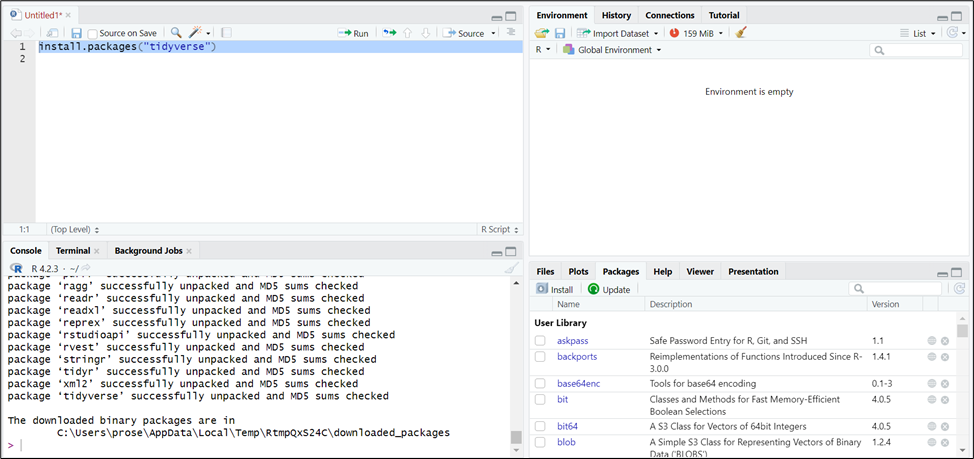 Untitled1*
Source on Save
Run
Source
1 install.packages("tidyverse")
2
1:1
(Top Level)
R Script
Console
Terminal
Background Jobs
R 4.2.3 · ~/
package ‘ragg’ successfully unpacked and MD5 sums checked
package ‘readr’ successfully unpacked and MD5 sums checked
package ‘readxl’ successfully unpacked and MD5 sums checked
package ‘reprex’ successfully unpacked and MD5 sums checked
package ‘rstudioapi’ successfully unpacked and MD5 sums checked
package ‘rvest’ successfully unpacked and MD5 sums checked
package ‘stringr’ successfully unpacked and MD5 sums checked
package ‘tidyr’ successfully unpacked and MD5 sums checked
package ‘xml2’ successfully unpacked and MD5 sums checked
package ‘tidyverse’ successfully unpacked and MD5 sums checked
The downloaded binary packages are in
C:\Users\prose\AppData\Local\Temp\RtmpQxS24C\downloaded_packages
>
Environment
History
Connections
Tutorial
Import Dataset
159 MiB
List
R
Global Environment
Environment is empty
Files
Plots
Packages
Help
Viewer
Presentation
Install
Update
Name
Description
Version
User Library
askpass
Safe Password Entry for R, Git, and SSH
1.1
backports
Reimplementations of Functions Introduced Since R-
3.0.0
1.4.1
base64enc
Tools for base64 encoding
0.1-3
bit
Classes and Methods for Fast Memory-Efficient
Boolean Selections
4.0.5
bit64
A S3 Class for Vectors of 64bit Integers
4.0.5
blob
A Simple S3 Class for Representing Vectors of Binary
Data ('BLOBS')
1.2.4